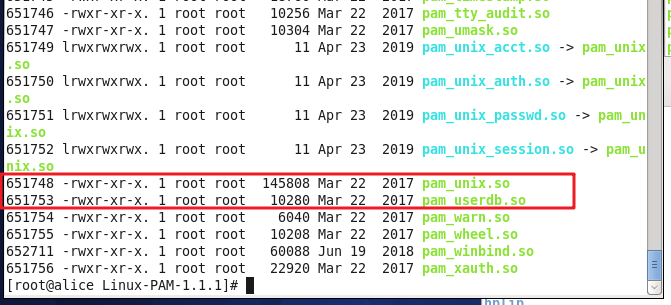 651746 -rwxr-xr-x. 1 root root  10256 Mar 22  2017 pam_tty_audit.so
651747 -rwxr-xr-x. 1 root root  10304 Mar 22  2017 pam_umask.so
651749 lrwxrwxrwx. 1 root root     11 Apr 23  2019 pam_unix_acct.so -> pam_unix
.so
651750 lrwxrwxrwx. 1 root root     11 Apr 23  2019 pam_unix_auth.so -> pam_unix
.so
651751 lrwxrwxrwx. 1 root root     11 Apr 23  2019 pam_unix_passwd.so -> pam_un
ix.so
651752 lrwxrwxrwx. 1 root root     11 Apr 23  2019 pam_unix_session.so -> pam_u
nix.so
651748 -rwxr-xr-x. 1 root root 145808 Mar 22  2017 pam_unix.so
651753 -rwxr-xr-x. 1 root root  10280 Mar 22  2017 pam_userdb.so
651754 -rwxr-xr-x. 1 root root   6040 Mar 22  2017 pam_warn.so
651755 -rwxr-xr-x. 1 root root  10208 Mar 22  2017 pam_wheel.so
652711 -rwxr-xr-x. 1 root root  60088 Jun 19  2018 pam_winbind.so
651756 -rwxr-xr-x. 1 root root  22920 Mar 22  2017 pam_xauth.so
[root@alice Linux-PAM-1.1.1]#